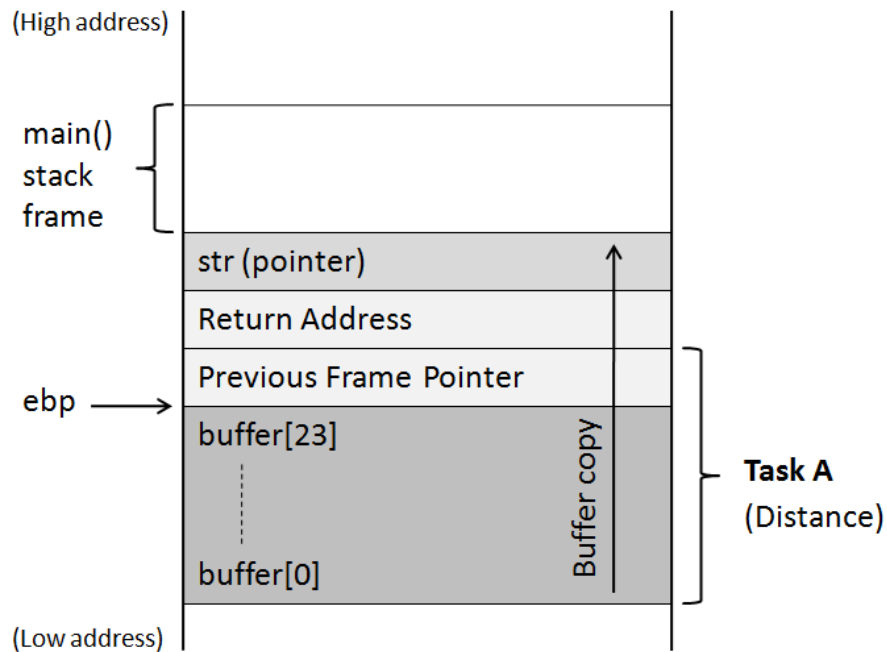 (High address)
main()
stack
frame
str (pointer)
Return Address
Previous Frame Pointer
ebp
buffer[23]
buffer[0]
Buffer copy
Task A
(Distance)
(Low address)